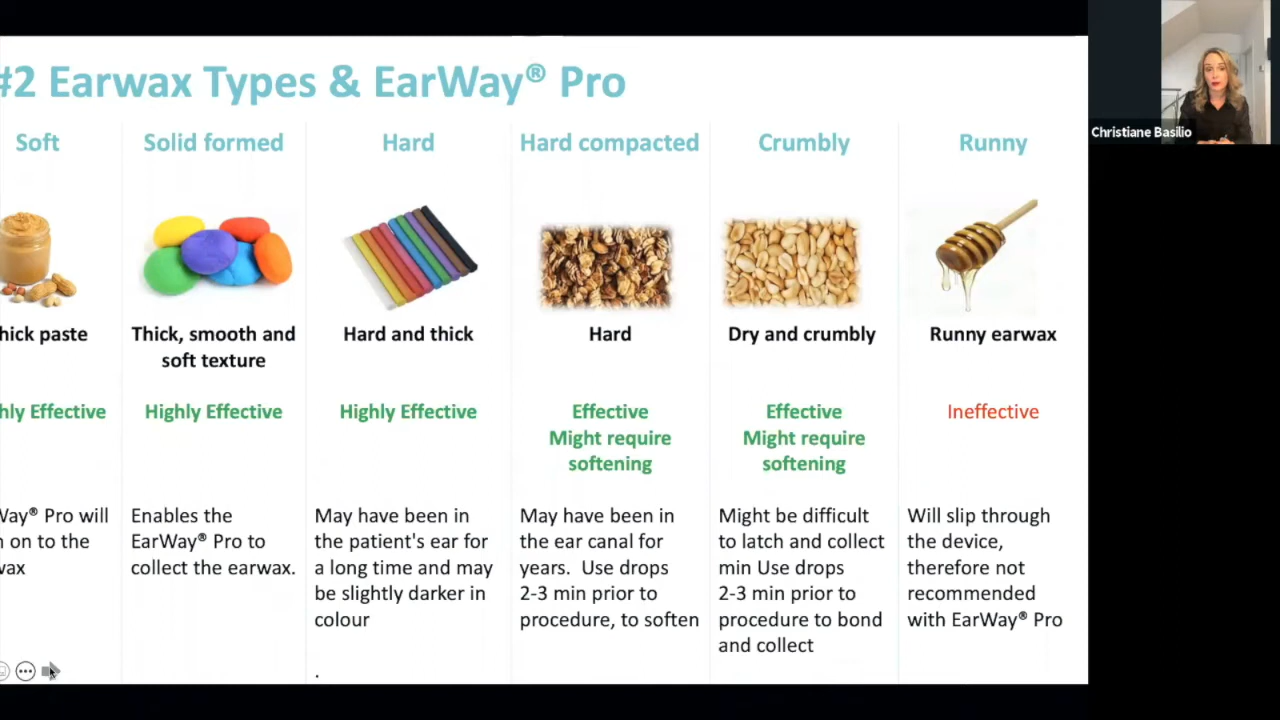 #2 Earwax Types & EarWay® Pro
Christiane Basilio
Soft
Solid formed
Hard
Hard compacted
Crumbly
Runny
hick paste
Thick, smooth and
soft texture
Hard and thick
Hard
Dry and crumbly
Runny earwax
hly Effective
Highly Effective
Highly Effective
Effective
Might require
softening
Effective
Might require
softening
Ineffective
Way® Pro will
on to the
wax
Enables the
EarWay® Pro to
collect the earwax.
May have been in
the patient's ear for
a long time and may
be slightly darker in
colour
.
May have been in
the ear canal for
years. Use drops
2-3 min prior to
procedure, to soften
Might be difficult
to latch and collect
min Use drops
2-3 min prior to
procedure to bond
and collect
Will slip through
the device,
therefore not
recommended
with EarWay® Pro